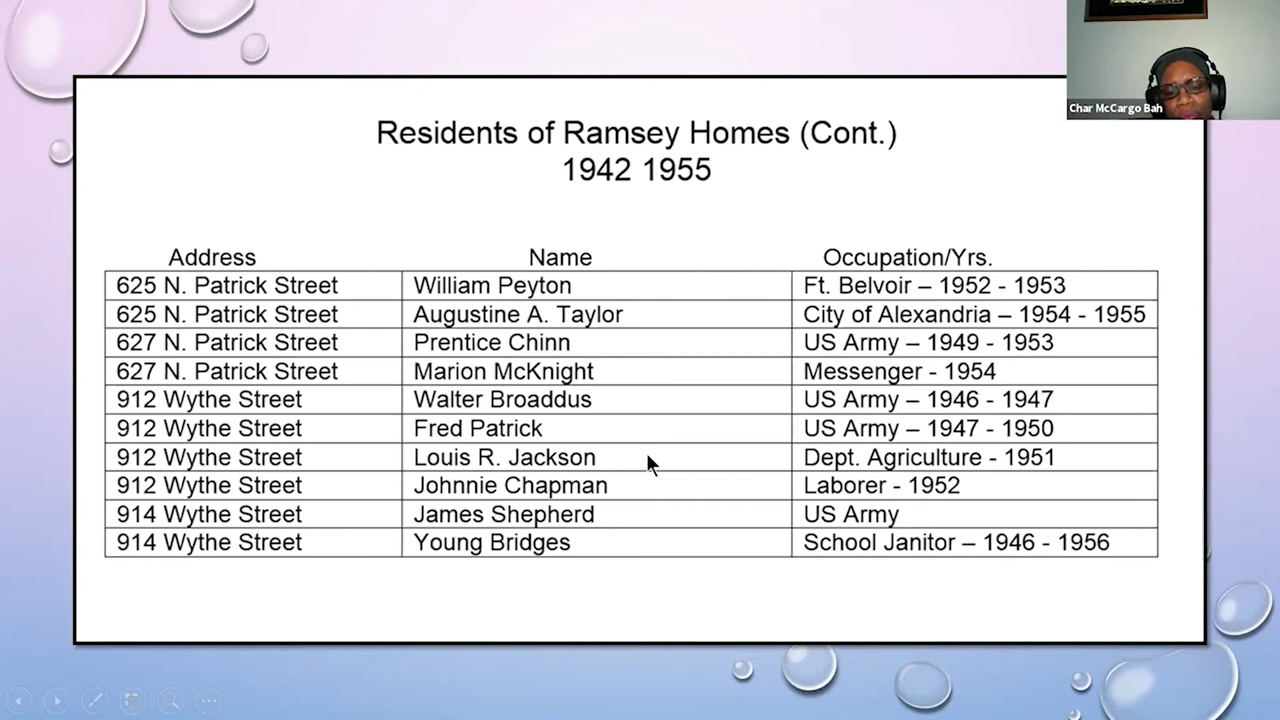 Char McCargo Bah
Residents of Ramsey Homes (Cont.)
1942 1955
Address Name Occupation/Yrs.
625 N. Patrick Street William Peyton Ft. Belvoir – 1952 - 1953
625 N. Patrick Street Augustine A. Taylor City of Alexandria – 1954 - 1955
627 N. Patrick Street Prentice Chinn US Army – 1949 - 1953
627 N. Patrick Street Marion McKnight Messenger - 1954
912 Wythe Street Walter Broaddus US Army – 1946 - 1947
912 Wythe Street Fred Patrick US Army – 1947 - 1950
912 Wythe Street Louis R. Jackson Dept. Agriculture - 1951
912 Wythe Street Johnnie Chapman Laborer - 1952
914 Wythe Street James Shepherd US Army
914 Wythe Street Young Bridges School Janitor – 1946 - 1956